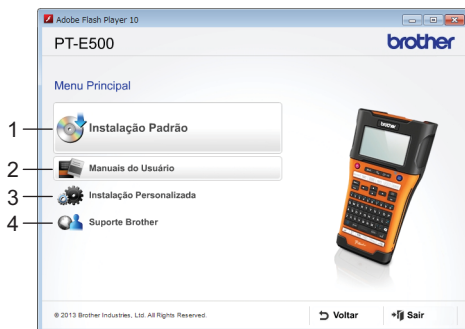 Adobe Flash Player 10
PT-E500
brother
Menu Principal
1
Instalação Padrão
2
Manuais do Usuário
3
Instalação Personalizada
4
Suporte Brother
brother
© 2013 Brother Industries, Ltd. All Rights Reserved.
Voltar
Sair